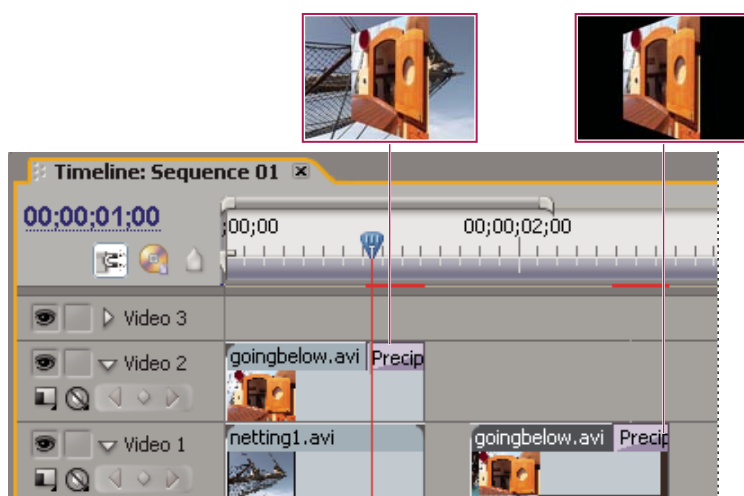 Timeline: Sequence 01
00;00;01;00
;00;00
00;00;02;00
Video 3
Video 2
goingbelow.avi
Precip
Video 1
netting1.avi
goingbelow.avi
Precip